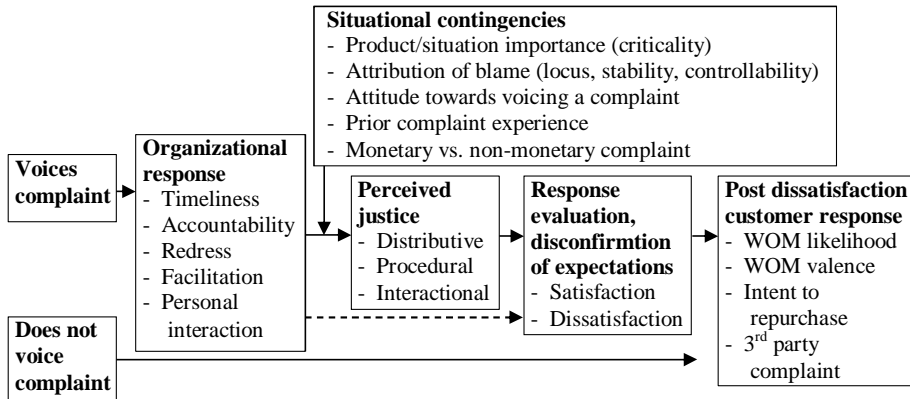 Situational contingencies
- Product/situation importance (criticality)
- Attribution of blame (locus, stability, controllability)
- Attitude towards voicing a complaint
- Prior complaint experience
- Monetary vs. non-monetary complaint
Voices
complaint
Organizational
response
- Timeliness
- Accountability
- Redress
- Facilitation
- Personal
interaction
Perceived
justice
- Distributive
- Procedural
- Interactional
Response
evaluation,
disconfirmtion
of expectations
- Satisfaction
- Dissatisfaction
Post dissatisfaction
customer response
- WOM likelihood
- WOM valence
- Intent to
repurchase
- 3rd party
complaint
Does not
voice
complaint